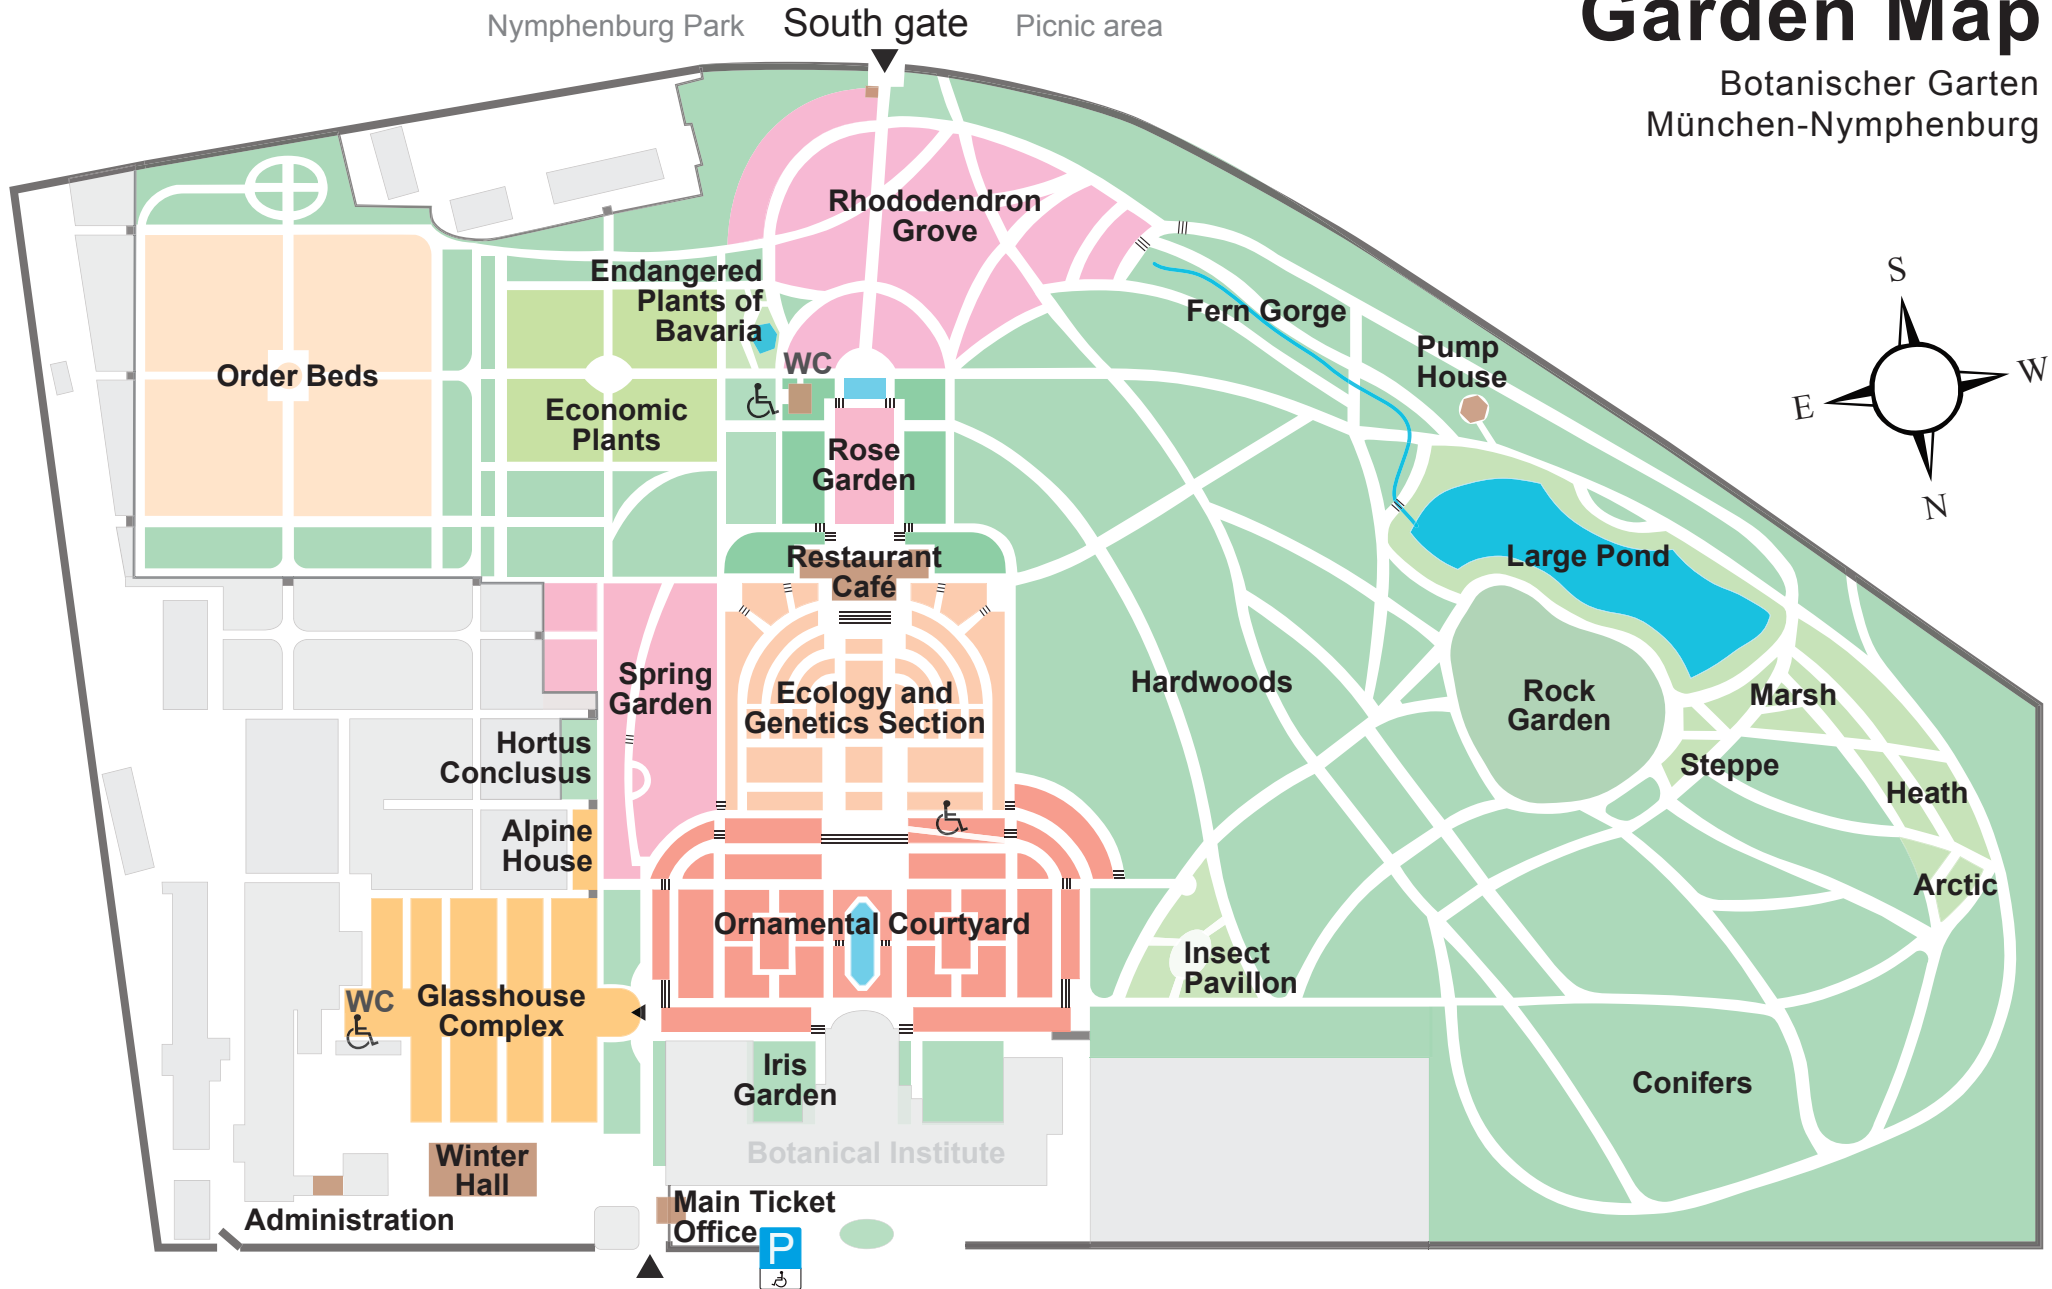 Garden Map
Botanischer Garten
München-Nymphenburg
Nymphenburg Park
South gate
Picnic area
Rhododendron
Grove
Endangered
Plants of
Bavaria
Fern Gorge
Pump
House
S
W
E
N
WC
Order Beds
Economic
Plants
Rose
Garden
Restaurant
Café
Large Pond
Spring
Garden
Ecology and
Genetics Section
Hardwoods
Rock
Garden
Marsh
Steppe
Heath
Hortus
Conclusus
Alpine
House
Arctic
Ornamental Courtyard
Insect
Pavillon
WC
Glasshouse
Complex
Iris
Garden
Conifers
Botanical Institute
Winter
Hall
Main Ticket
Office
Administration
P